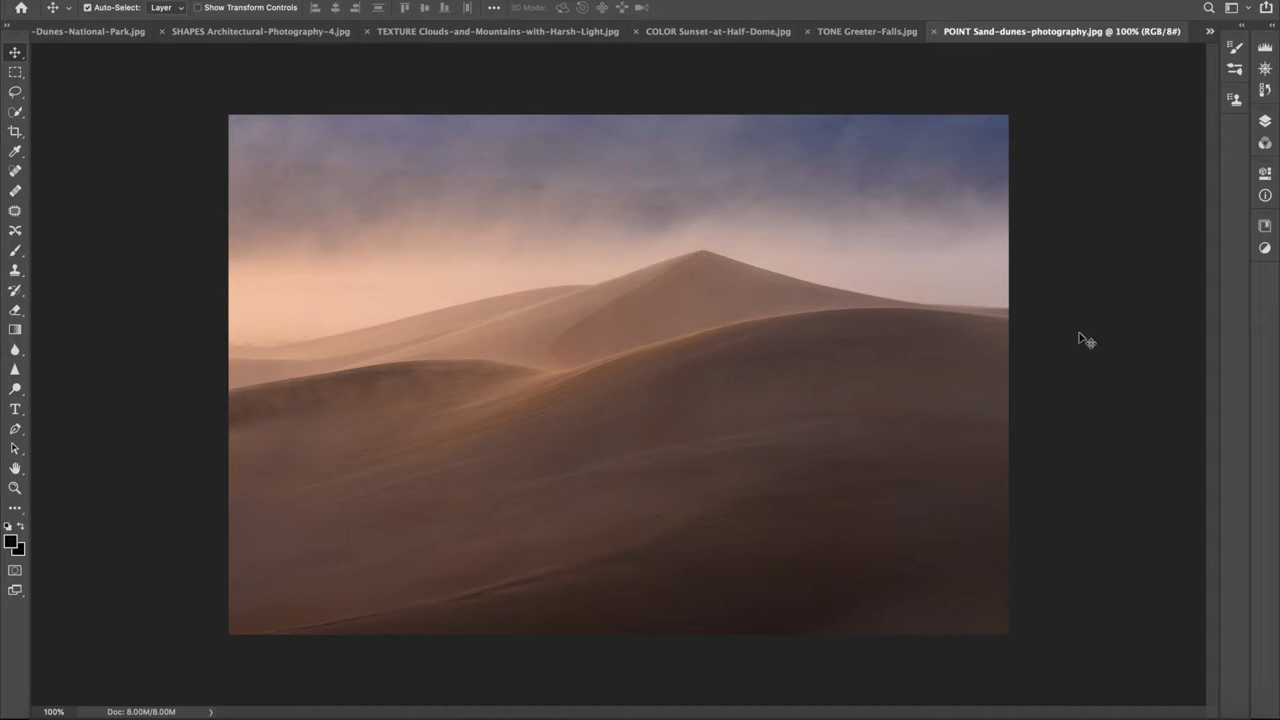 Auto-Select: Layer Show Transform Controls 3D Mode:
-Dunes-National-Park.jpg × SHAPES Architectural-Photography-4.jpg × TEXTURE Clouds-and-Mountains-with-Harsh-Light.jpg × COLOR Sunset-at-Half-Dome.jpg × TONE Greeter-Falls.jpg × POINT Sand-dunes-photography.jpg @ 100% (RGB/8#)
100% Doc: 8.00M/8.00M